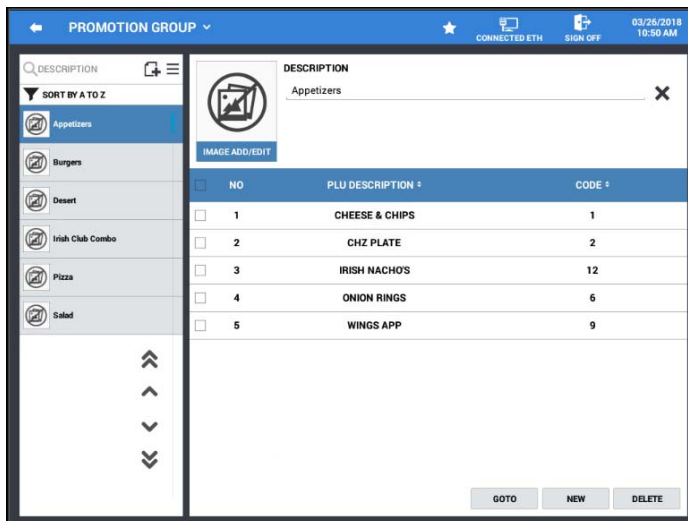 PROMOTION GROUP
CONNECTED ETH
SIGN OFF
03/26/2018
10:50 AM
DESCRIPTION
SORT BY A TO Z
Appetizers
Burgers
Desert
Irish Club Combo
Pizza
Salad
IMAGE ADD/EDIT
DESCRIPTION
Appetizers
NO PLU DESCRIPTION CODE
1 CHEESE & CHIPS 1
2 CHZ PLATE 2
3 IRISH NACHO'S 12
4 ONION RINGS 6
5 WINGS APP 9
GOTO NEW DELETE